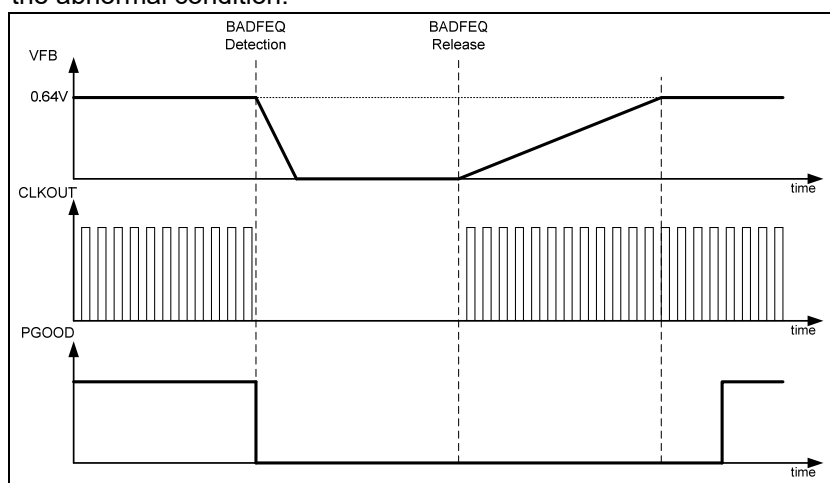 the abnormal condition.
BADFEQ
Detection
BADFEQ
Release
VFB
0.64V
time
CLKOUT
time
PGOOD
time